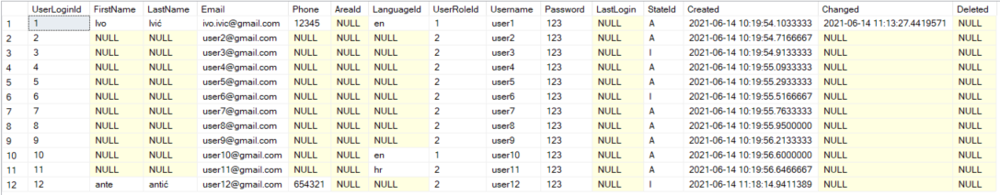 UserLoginId FirstName LastName Email Phone AreaId LanguageId UserRoleId Username Password LastLogin StateId Created Changed Deleted
1 1 Ivo Ivić ivo.ivic@gmail.com 12345 NULL en 1 user1 123 NULL A 2021-06-14 10:19:54.1033333 2021-06-14 11:13:27.4419571 NULL
2 2 NULL NULL user2@gmail.com NULL NULL NULL 2 user2 123 NULL A 2021-06-14 10:19:54.7166667 NULL NULL
3 3 NULL NULL user3@gmail.com NULL NULL NULL 2 user3 123 NULL I 2021-06-14 10:19:54.9133333 NULL NULL
4 4 NULL NULL user4@gmail.com NULL NULL NULL 2 user4 123 NULL A 2021-06-14 10:19:55.0933333 NULL NULL
5 5 NULL NULL user5@gmail.com NULL NULL NULL 2 user5 123 NULL A 2021-06-14 10:19:55.2933333 NULL NULL
6 6 NULL NULL user6@gmail.com NULL NULL NULL 2 user6 123 NULL I 2021-06-14 10:19:55.5166667 NULL NULL
7 7 NULL NULL user7@gmail.com NULL NULL NULL 2 user7 123 NULL A 2021-06-14 10:19:55.7633333 NULL NULL
8 8 NULL NULL user8@gmail.com NULL NULL NULL 2 user8 123 NULL A 2021-06-14 10:19:55.9500000 NULL NULL
9 9 NULL NULL user9@gmail.com NULL NULL NULL 2 user9 123 NULL A 2021-06-14 10:19:56.2133333 NULL NULL
10 10 NULL NULL user10@gmail.com NULL NULL en 1 user10 123 NULL A 2021-06-14 10:19:56.6000000 NULL NULL
11 11 NULL NULL user11@gmail.com NULL NULL hr 2 user11 123 NULL A 2021-06-14 10:19:56.6466667 NULL NULL
12 12 ante antić user12@gmail.com 654321 NULL NULL 2 user12 123 NULL I 2021-06-14 11:18:14.9411389 NULL NULL